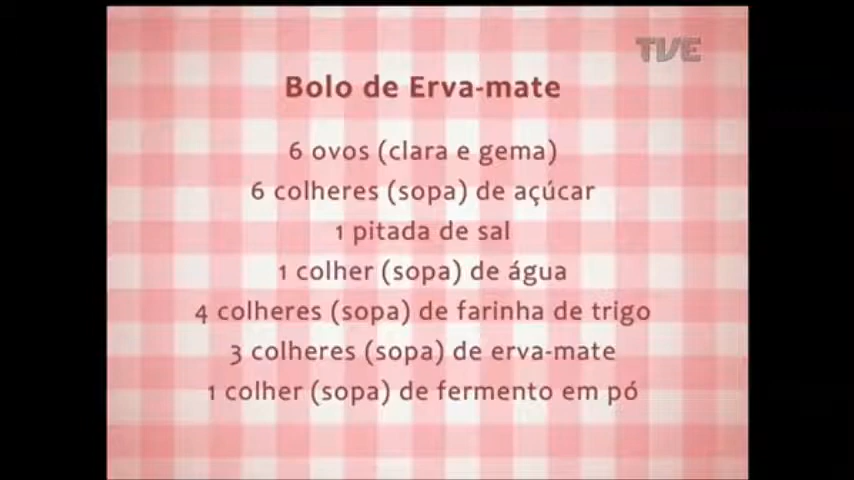 TVE
Bolo de Erva-mate
6 ovos (clara e gema)
6 colheres (sopa) de açúcar
1 pitada de sal
1 colher (sopa) de água
4 colheres (sopa) de farinha de trigo
3 colheres (sopa) de erva-mate
1 colher (sopa) de fermento em pó